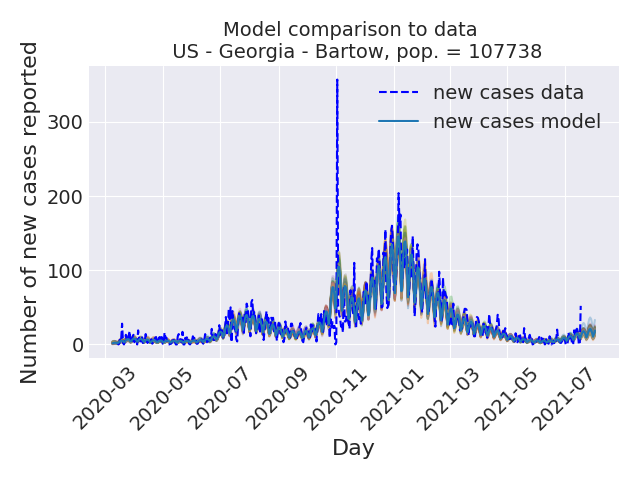 Model comparison to data
US - Georgia - Bartow, pop. = 107738
Number of new cases reported
new cases data
new cases model
300
200
100
0
2020-03
2020-05
2020-07
2020-09
2020-11
2021-01
2021-03
2021-05
2021-07
Day